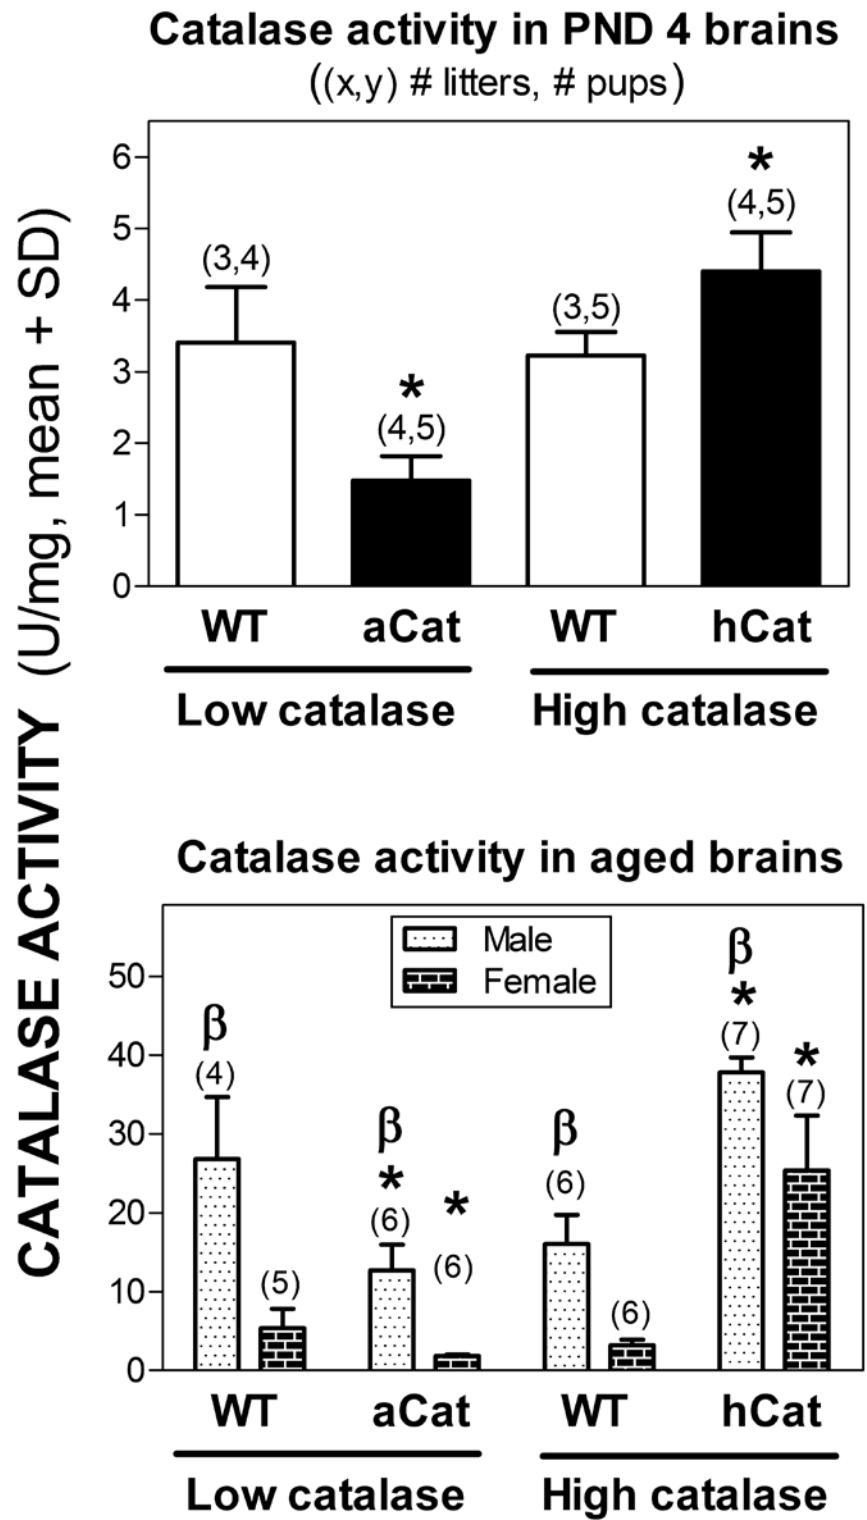 Catalase activity in PND 4 brains
((x,y) # litters, # pups)
CATALASE ACTIVITY (U/mg, mean + SD)
6
5
4
3
2
1
0
(3,4)
*
(4,5)
(3,5)
*
(4,5)
WT aCat WT hCat
Low catalase High catalase
Catalase activity in aged brains
Male
Female
50
40
30
20
10
0
β
(4)
(5)
β
*
(6)
*
(6)
β
(6)
(6)
β
*
(7)
*
(7)
WT aCat WT hCat
Low catalase High catalase